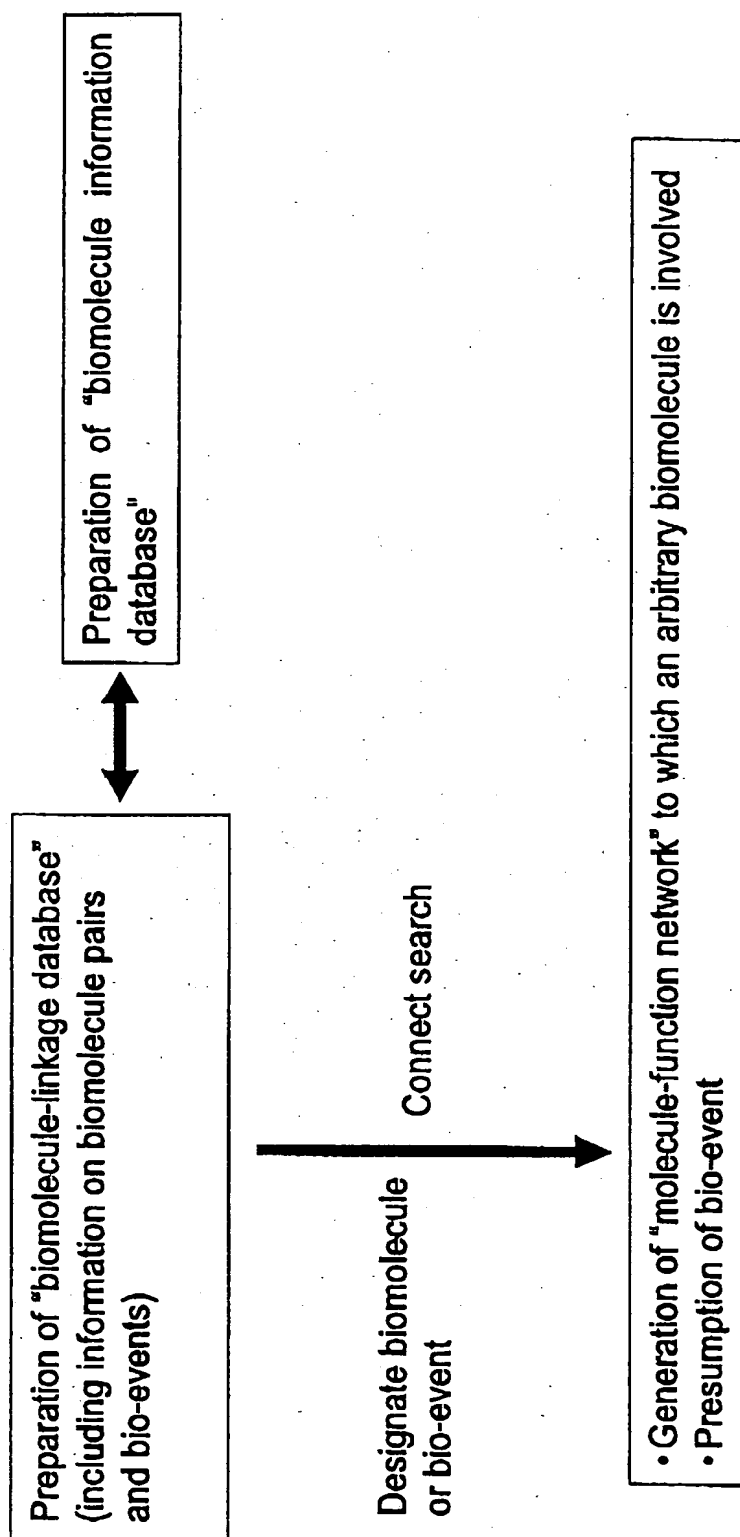 Preparation of "biomolecule-linkage database"
(including information on biomolecule pairs
and bio-events)
Preparation of "biomolecule information
database"
Designate biomolecule
or bio-event
Connect search
• Generation of "molecule-function network" to which an arbitrary biomolecule is involved
• Presumption of bio-event